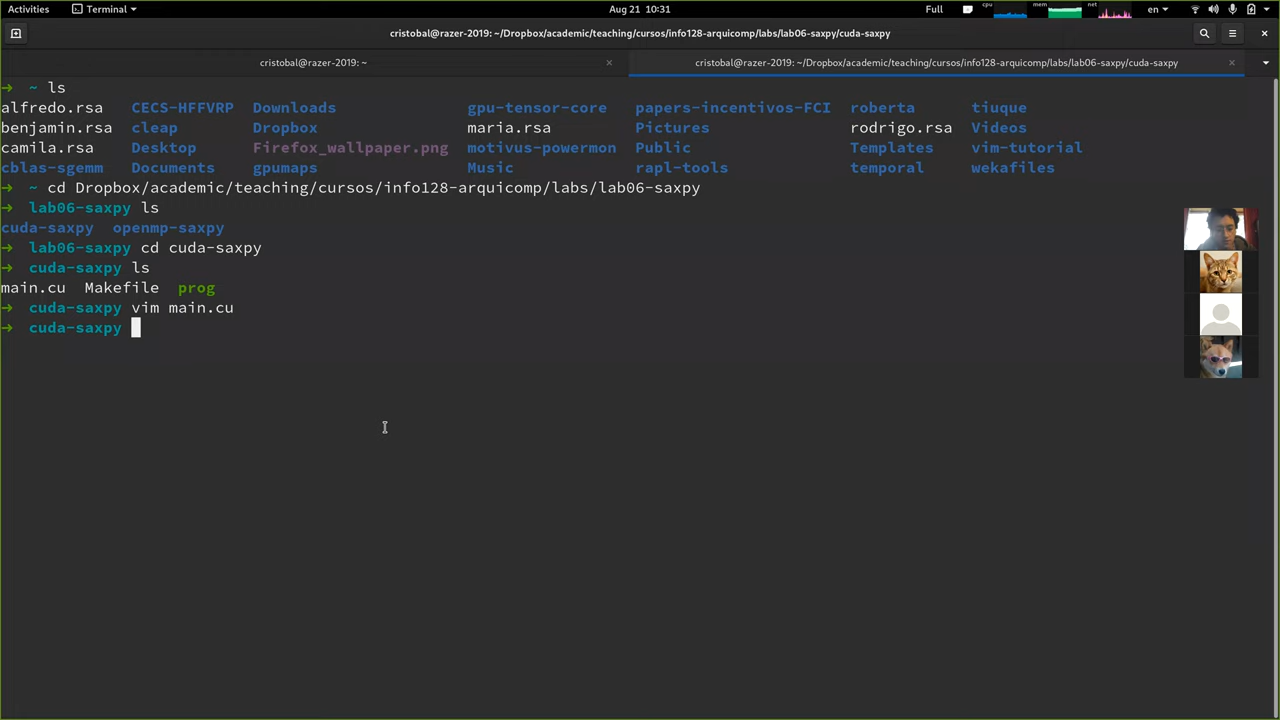 Activities Terminal Aug 21 10:31 Full cpu mem net en
cristobal@razer-2019: ~/Dropbox/academic/teaching/cursos/info128-arquicomp/labs/lab06-saxpy/cuda-saxpy
cristobal@razer-2019: ~ × cristobal@razer-2019: ~/Dropbox/academic/teaching/cursos/info128-arquicomp/labs/lab06-saxpy/cuda-saxpy ×
➜ ~ ls
alfredo.rsa CECS-HFFVRP Downloads gpu-tensor-core papers-incentivos-FCI roberta tiuque
benjamin.rsa cleap Dropbox maria.rsa Pictures rodrigo.rsa Videos
camila.rsa Desktop Firefox_wallpaper.png motivus-powermon Public Templates vim-tutorial
cblas-sgemm Documents gpumaps Music rapl-tools temporal wekafiles
➜ ~ cd Dropbox/academic/teaching/cursos/info128-arquicomp/labs/lab06-saxpy
➜ lab06-saxpy ls
cuda-saxpy openmp-saxpy
➜ lab06-saxpy cd cuda-saxpy
➜ cuda-saxpy ls
main.cu Makefile prog
➜ cuda-saxpy vim main.cu
➜ cuda-saxpy